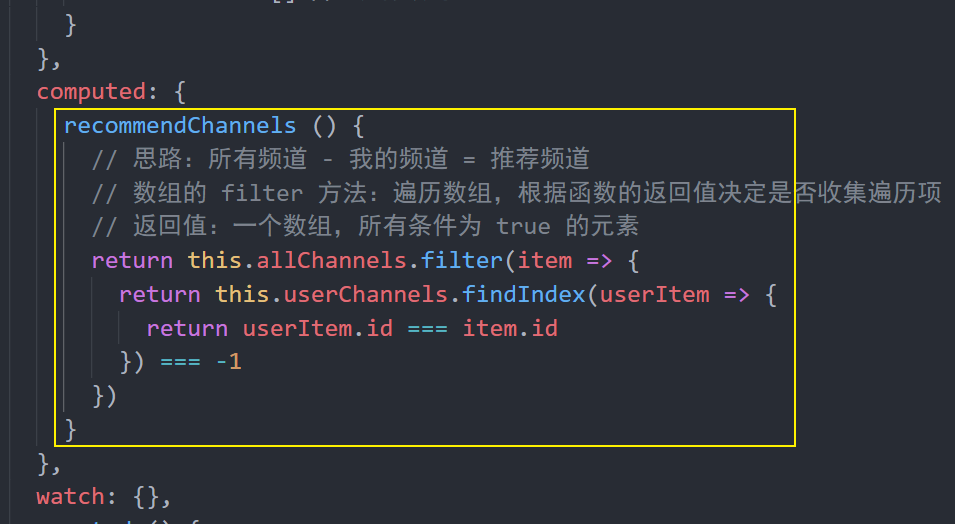 }
},
computed: {
recommendChannels () {
// 思路：所有频道 - 我的频道 = 推荐频道
// 数组的 filter 方法：遍历数组，根据函数的返回值决定是否收集遍历项
// 返回值：一个数组，所有条件为 true 的元素
return this.allChannels.filter(item => {
return this.userChannels.findIndex(userItem => {
return userItem.id === item.id
}) === -1
})
}
},
watch: {},